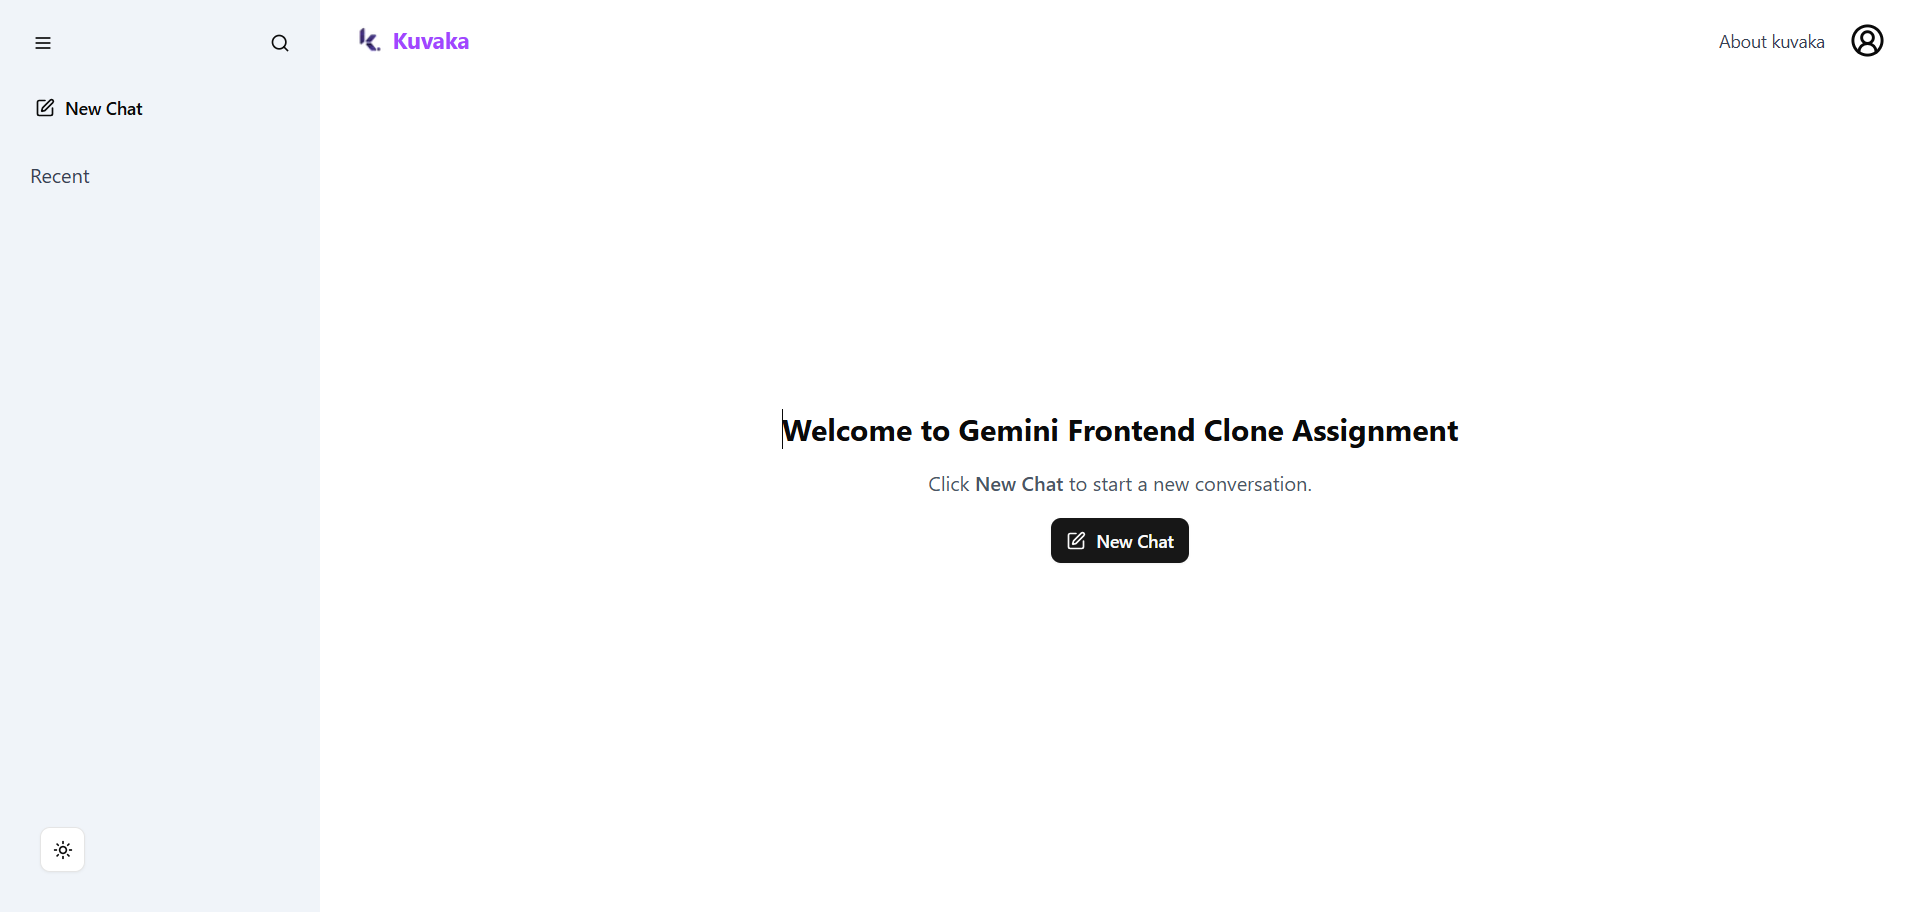 New Chat
Recent
k. Kuvaka
About kuvaka
Welcome to Gemini Frontend Clone Assignment
Click New Chat to start a new conversation.
New Chat